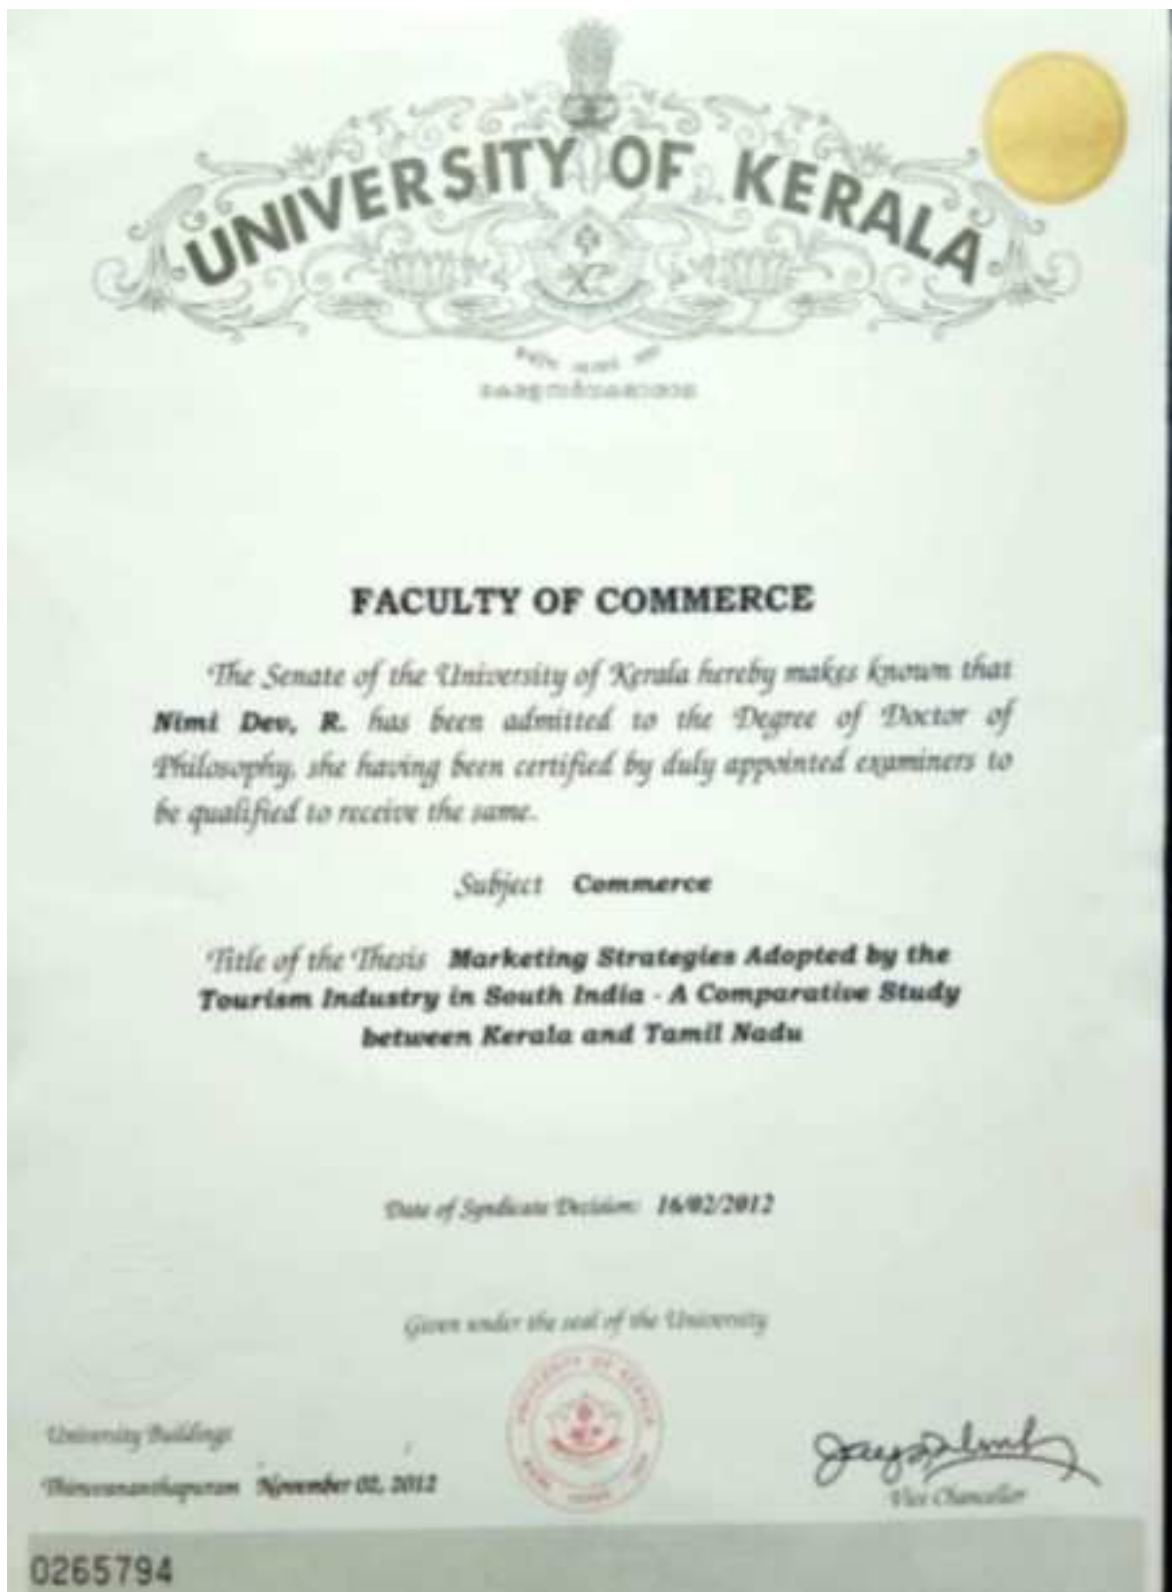 UNIVERSITY OF KERALA
FACULTY OF COMMERCE
The Senate of the University of Kerala hereby makes known that
Nimi Dev, R. has been admitted to the Degree of Doctor of
Philosophy, she having been certified by duly appointed examiners to
be qualified to receive the same.
Subject Commerce
Title of the Thesis Marketing Strategies Adopted by the
Tourism Industry in South India - A Comparative Study
between Kerala and Tamil Nadu
Date of Syndicate Decision: 16/02/2012
Given under the seal of the University
UNIVERSITY OF KERALA
University Buildings
Thiruvananthapuram November 02, 2012
Vice Chancellor
0265794